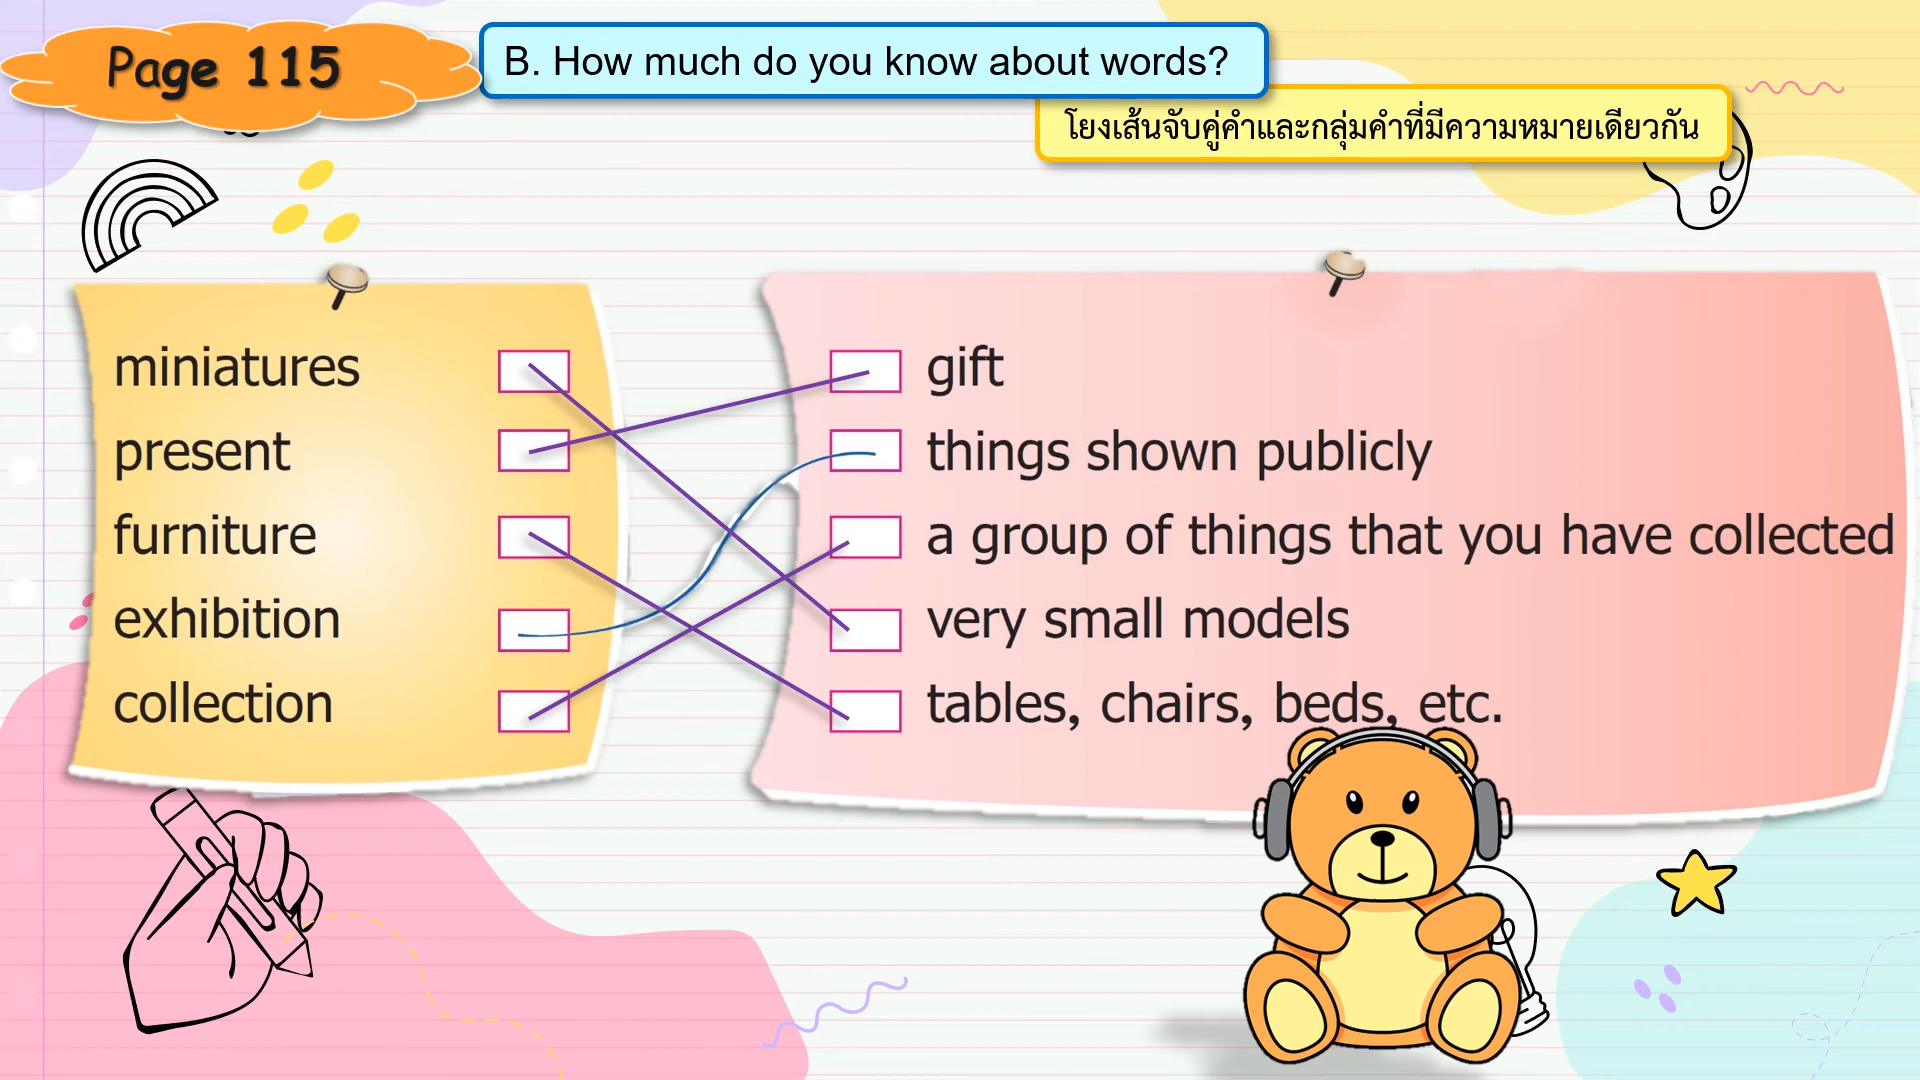 Page 115
B. How much do you know about words?
โยงเส้นจับคู่คำและกลุ่มคำที่มีความหมายเดียวกัน
miniatures
present
furniture
exhibition
collection
gift
things shown publicly
a group of things that you have collected
very small models
tables, chairs, beds, etc.